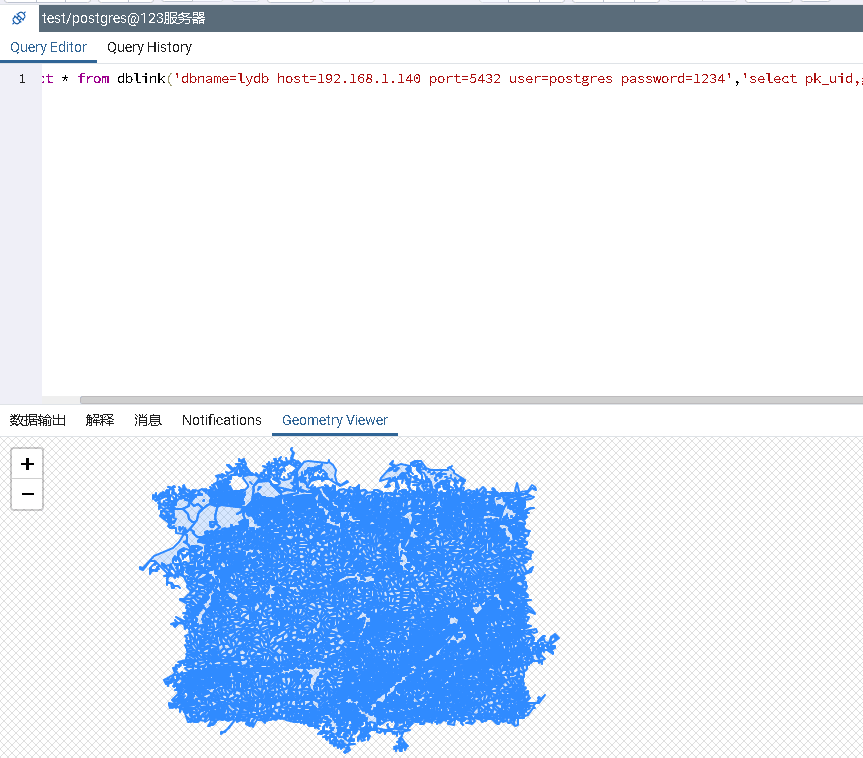 test/postgres@123服务器
Query Editor Query History
1 ct * from dblink('dbname=lydb host=192.168.1.140 port=5432 user=postgres password=1234','select pk_uid,
数据输出 解释 消息 Notifications Geometry Viewer
+
−